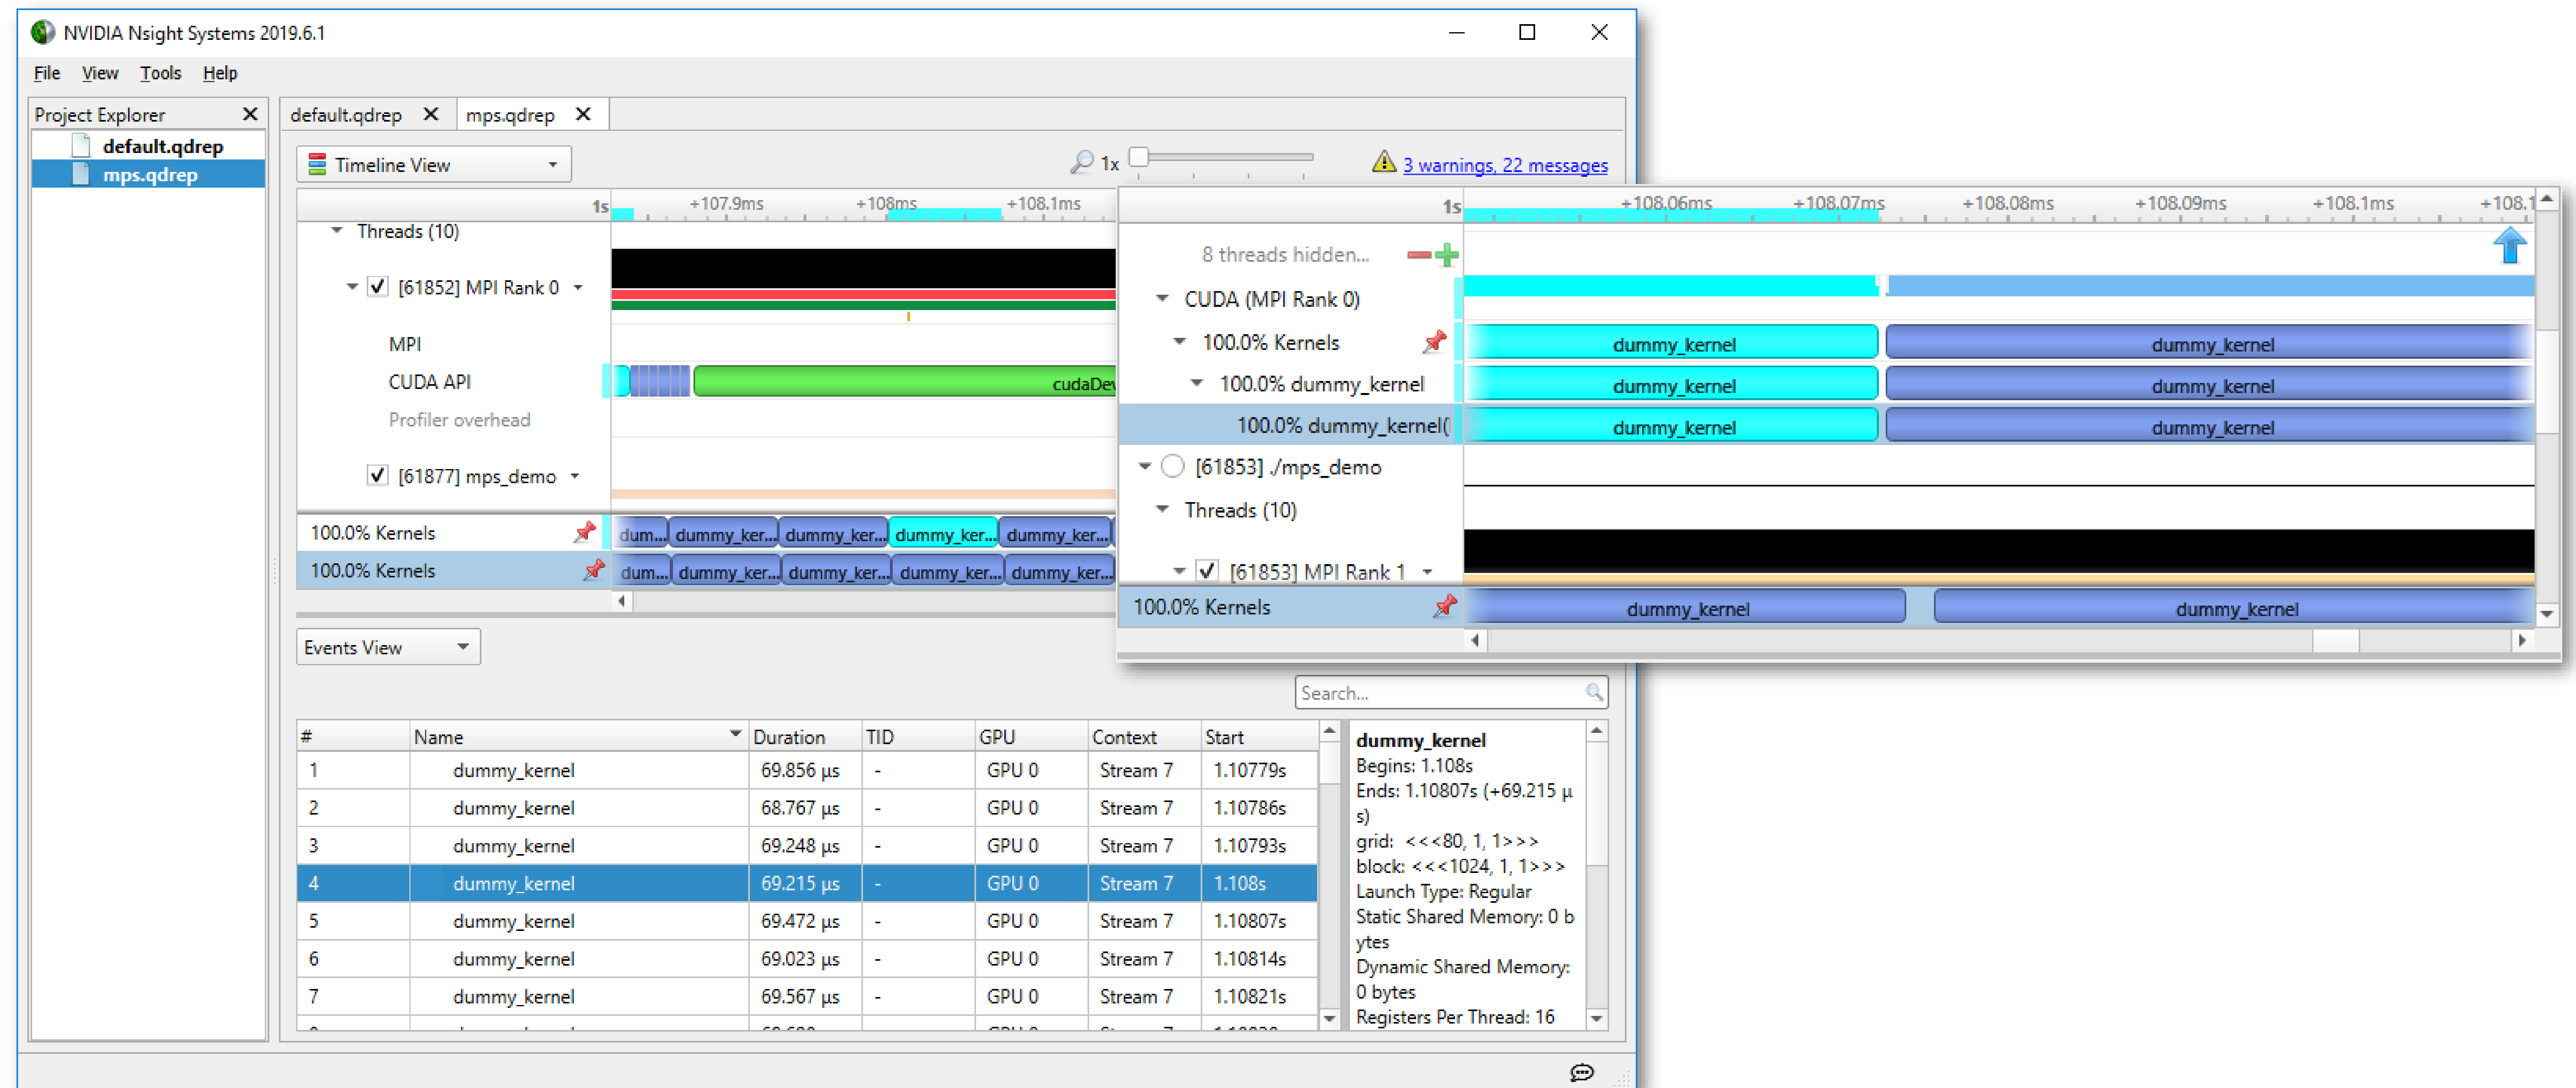 NVIDIA Nsight Systems 2019.6.1
File View Tools Help
Project Explorer
default.qdrep
mps.qdrep
default.qdrep mps.qdrep
Timeline View
1x
3 warnings, 22 messages
1s +107.9ms +108ms +108.1ms
Threads (10)
[61852] MPI Rank 0
MPI
CUDA API
cudaDev
Profiler overhead
[61877] mps_demo
100.0% Kernels
dum... dummy_ker... dummy_ker... dummy_ker... dummy_ker...
100.0% Kernels
dum... dummy_ker... dummy_ker... dummy_ker... dummy_ker...
1s +108.06ms +108.07ms +108.08ms +108.09ms +108.1ms +108.1
8 threads hidden...
CUDA (MPI Rank 0)
100.0% Kernels
dummy_kernel dummy_kernel
100.0% dummy_kernel
dummy_kernel dummy_kernel
100.0% dummy_kernel(
dummy_kernel dummy_kernel
[61853] ./mps_demo
Threads (10)
[61853] MPI Rank 1
100.0% Kernels
dummy_kernel dummy_kernel
Events View
Search...
# Name Duration TID GPU Context Start
1 dummy_kernel 69.856 μs - GPU 0 Stream 7 1.10779s
2 dummy_kernel 68.767 μs - GPU 0 Stream 7 1.10786s
3 dummy_kernel 69.248 μs - GPU 0 Stream 7 1.10793s
4 dummy_kernel 69.215 μs - GPU 0 Stream 7 1.108s
5 dummy_kernel 69.472 μs - GPU 0 Stream 7 1.10807s
6 dummy_kernel 69.023 μs - GPU 0 Stream 7 1.10814s
7 dummy_kernel 69.567 μs - GPU 0 Stream 7 1.10821s
dummy_kernel
Begins: 1.108s
Ends: 1.10807s (+69.215 μ
s)
grid: <<<80, 1, 1>>>
block: <<<1024, 1, 1>>>
Launch Type: Regular
Static Shared Memory: 0 b
ytes
Dynamic Shared Memory:
0 bytes
Registers Per Thread: 16